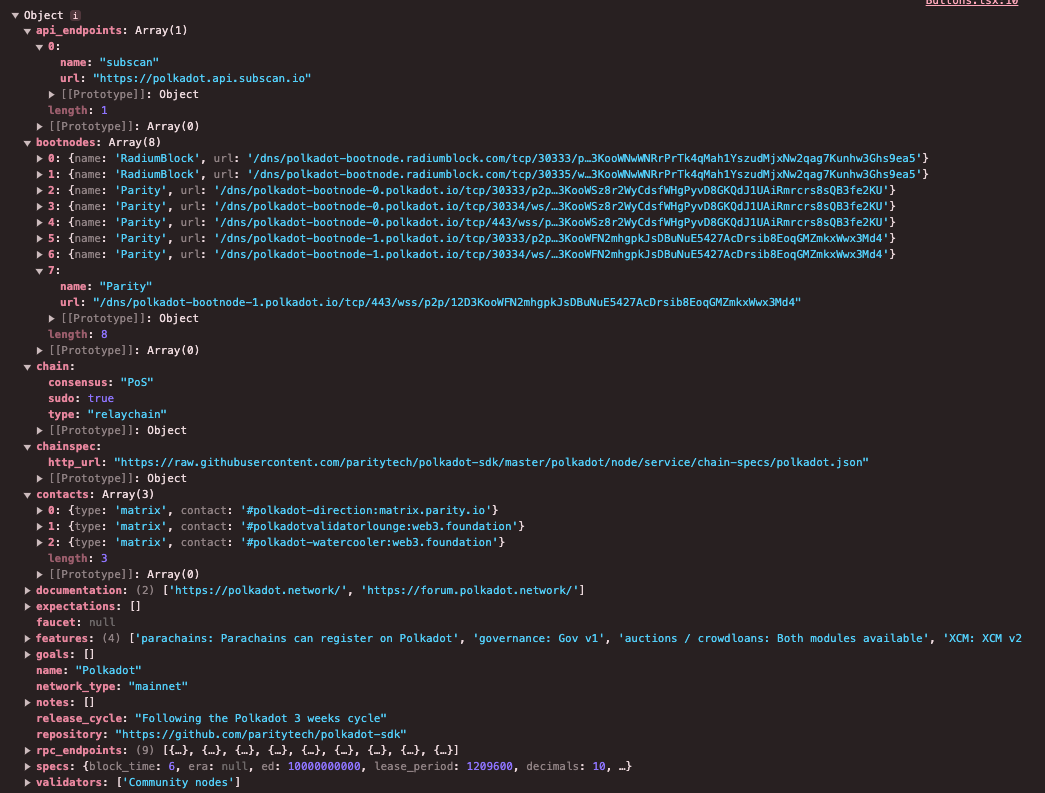 Buttons.tsx:10
▼ Object i
▼ api_endpoints: Array(1)
▼ 0:
name: "subscan"
url: "https://polkadot.api.subscan.io"
▶ [[Prototype]]: Object
length: 1
▶ [[Prototype]]: Array(0)
▼ bootnodes: Array(8)
▶ 0: {name: 'RadiumBlock', url: '/dns/polkadot-bootnode.radiumblock.com/tcp/30333/p…3KooWNwWNRrPrTk4qMah1YszudMjxNw2qag7Kunhw3Ghs9ea5'}
▶ 1: {name: 'RadiumBlock', url: '/dns/polkadot-bootnode.radiumblock.com/tcp/30335/w…3KooWNwWNRrPrTk4qMah1YszudMjxNw2qag7Kunhw3Ghs9ea5'}
▶ 2: {name: 'Parity', url: '/dns/polkadot-bootnode-0.polkadot.io/tcp/30333/p2p…3KooWSz8r2WyCdsfWHgPyvD8GKQdJ1UAiRmrcrs8sQB3fe2KU'}
▶ 3: {name: 'Parity', url: '/dns/polkadot-bootnode-0.polkadot.io/tcp/30334/ws/…3KooWSz8r2WyCdsfWHgPyvD8GKQdJ1UAiRmrcrs8sQB3fe2KU'}
▶ 4: {name: 'Parity', url: '/dns/polkadot-bootnode-0.polkadot.io/tcp/443/wss/p…3KooWSz8r2WyCdsfWHgPyvD8GKQdJ1UAiRmrcrs8sQB3fe2KU'}
▶ 5: {name: 'Parity', url: '/dns/polkadot-bootnode-1.polkadot.io/tcp/30333/p2p…3KooWFN2mhgpkJsDBuNuE5427AcDrsib8EoqGMZmkxWwx3Md4'}
▶ 6: {name: 'Parity', url: '/dns/polkadot-bootnode-1.polkadot.io/tcp/30334/ws/…3KooWFN2mhgpkJsDBuNuE5427AcDrsib8EoqGMZmkxWwx3Md4'}
▼ 7:
name: "Parity"
url: "/dns/polkadot-bootnode-1.polkadot.io/tcp/443/wss/p2p/12D3KooWFN2mhgpkJsDBuNuE5427AcDrsib8EoqGMZmkxWwx3Md4"
▶ [[Prototype]]: Object
length: 8
▶ [[Prototype]]: Array(0)
▼ chain:
consensus: "PoS"
sudo: true
type: "relaychain"
▶ [[Prototype]]: Object
▼ chainspec:
http_url: "https://raw.githubusercontent.com/paritytech/polkadot-sdk/master/polkadot/node/service/chain-specs/polkadot.json"
▶ [[Prototype]]: Object
▼ contacts: Array(3)
▶ 0: {type: 'matrix', contact: '#polkadot-direction:matrix.parity.io'}
▶ 1: {type: 'matrix', contact: '#polkadotvalidatorlounge:web3.foundation'}
▶ 2: {type: 'matrix', contact: '#polkadot-watercooler:web3.foundation'}
length: 3
▶ [[Prototype]]: Array(0)
▶ documentation: (2) ['https://polkadot.network/', 'https://forum.polkadot.network/']
▶ expectations: []
faucet: null
▶ features: (4) ['parachains: Parachains can register on Polkadot', 'governance: Gov v1', 'auctions / crowdloans: Both modules available', 'XCM: XCM v2
▶ goals: []
name: "Polkadot"
network_type: "mainnet"
▶ notes: []
release_cycle: "Following the Polkadot 3 weeks cycle"
repository: "https://github.com/paritytech/polkadot-sdk"
▶ rpc_endpoints: (9) [{…}, {…}, {…}, {…}, {…}, {…}, {…}, {…}, {…}]
▶ specs: {block_time: 6, era: null, ed: 10000000000, lease_period: 1209600, decimals: 10, …}
▶ validators: ['Community nodes']